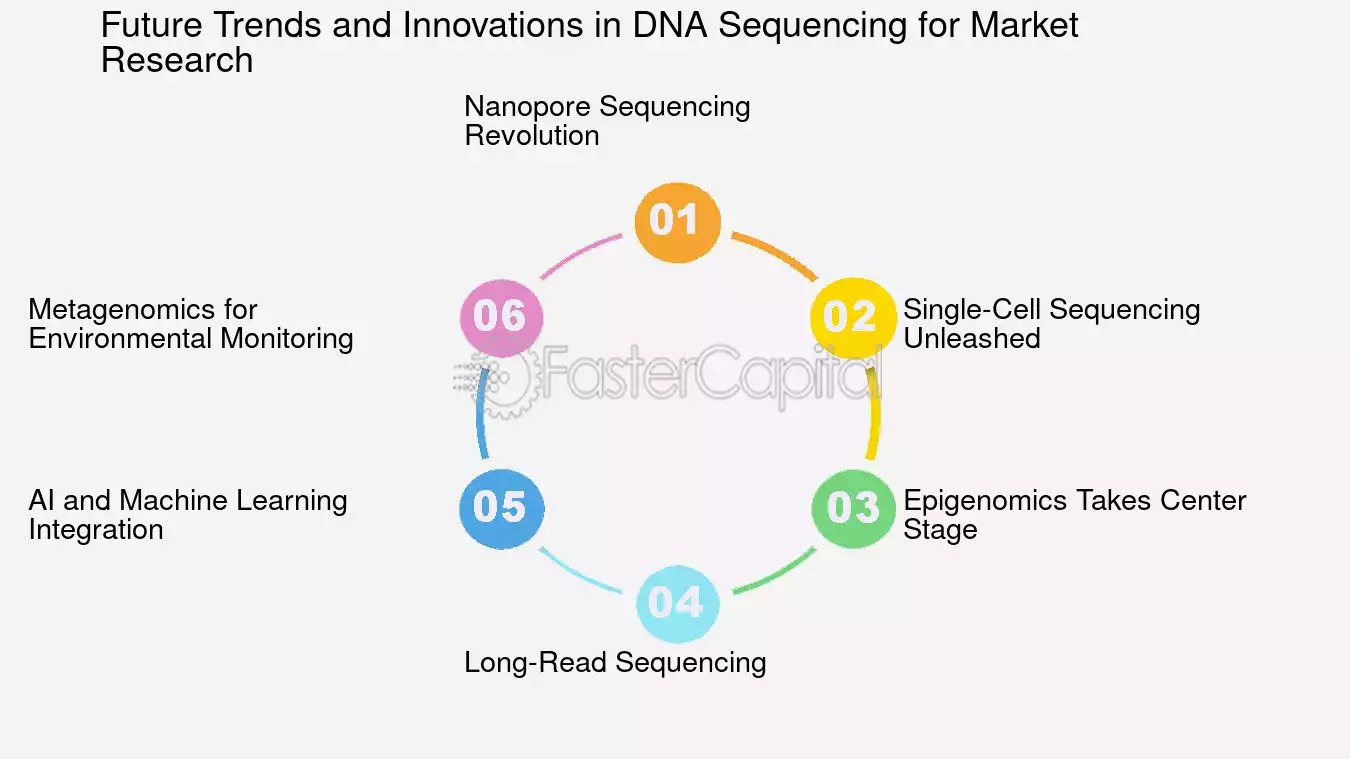 Future Trends and Innovations in DNA Sequencing for Market
Research
Nanopore Sequencing
Revolution
01
02
Single-Cell Sequencing
Unleashed
03
Epigenomics Takes Center
Stage
04
Long-Read Sequencing
05
AI and Machine Learning
Integration
06
Metagenomics for
Environmental Monitoring
FasterCapital